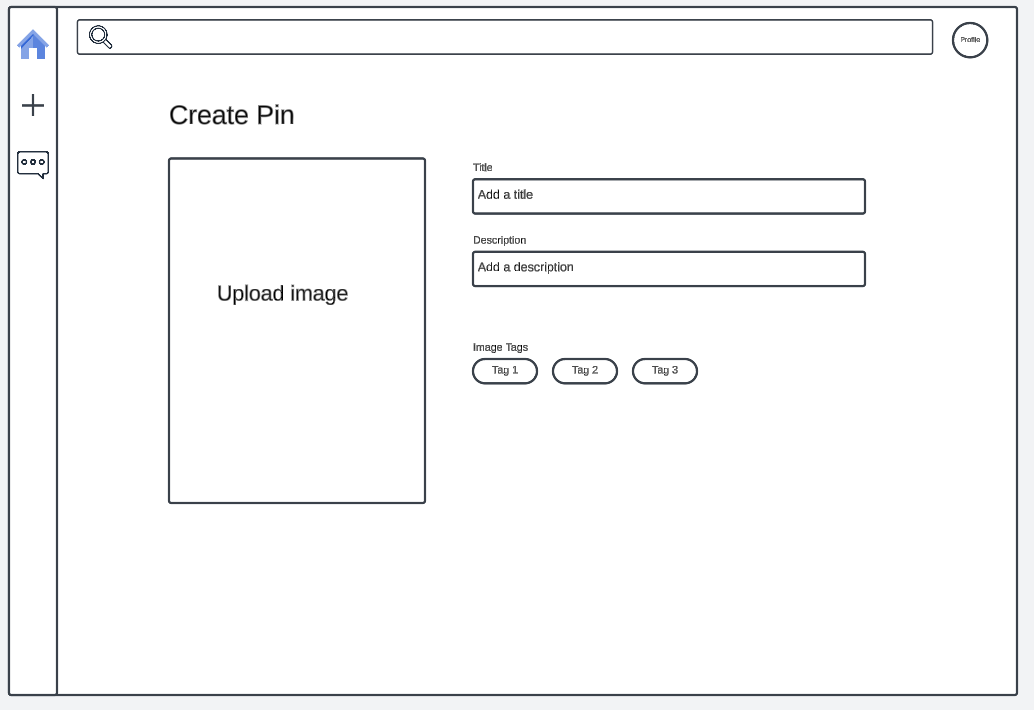 Profile
Create Pin
Title
Add a title
Description
Add a description
Upload image
Image Tags
Tag 1
Tag 2
Tag 3